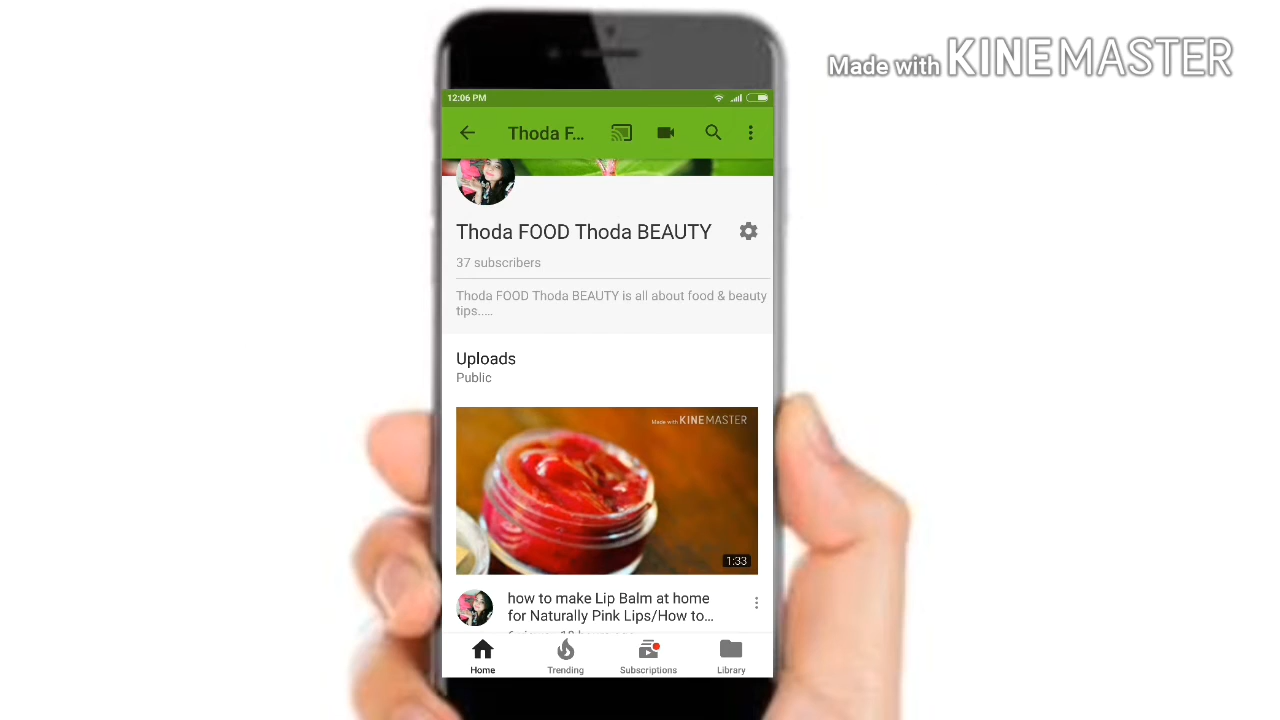 Made with KINEMASTER
12:06 PM
Thoda F...
Thoda FOOD Thoda BEAUTY
37 subscribers
Thoda FOOD Thoda BEAUTY is all about food & beauty
tips.....
Uploads
Public
Made with KINEMASTER
1:33
how to make Lip Balm at home
for Naturally Pink Lips/How to...
Home
Trending
Subscriptions
Library